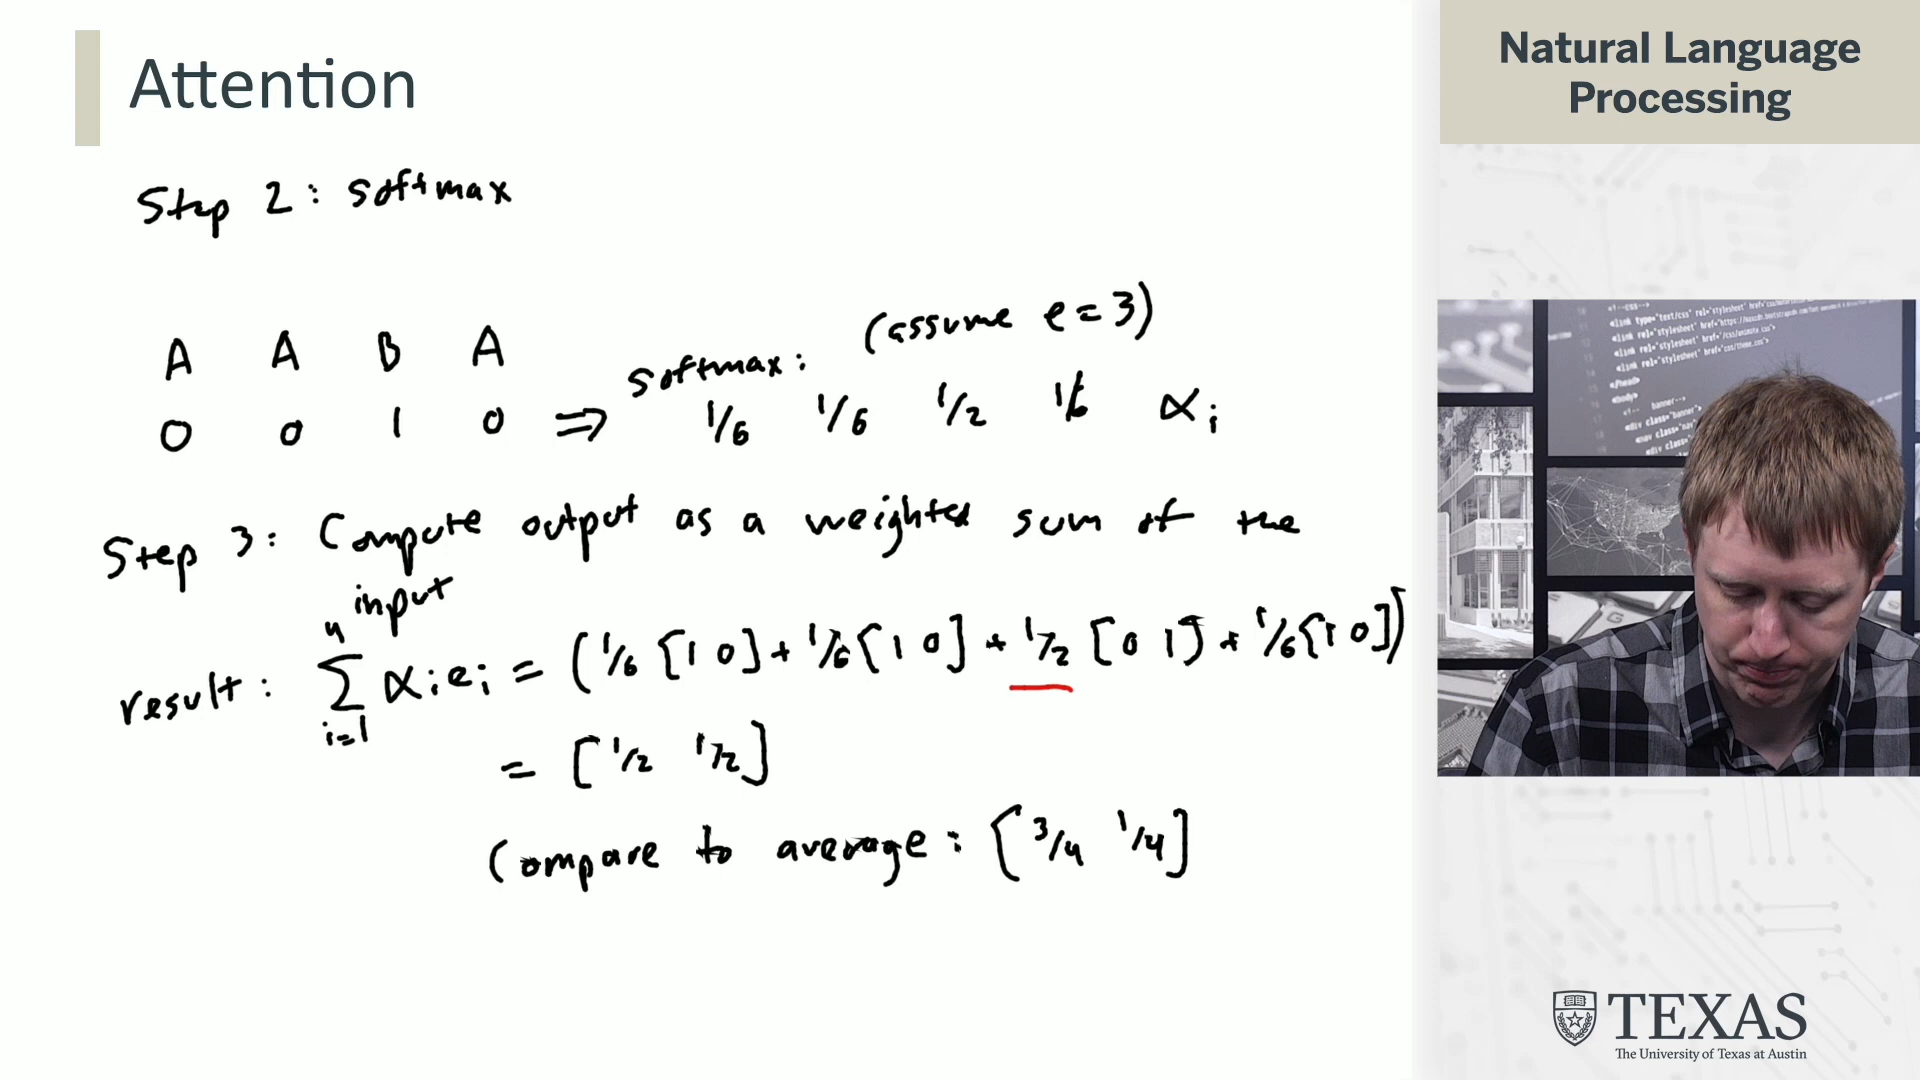 Attention
Natural Language
Processing
Step 2: softmax
(assume e=3)
A A B A
softmax:
0 0 1 0 ⇒ 1/6 1/6 1/2 1/6 αi
Step 3: Compute output as a weighted sum of the
input
result: 4 Σ i=1 αi ei = (1/6 [1 0] + 1/6 [1 0] + 1/2 [0 1] + 1/6 [1 0])
= [1/2 1/2]
Compare to average: [3/4 1/4]
TEXAS
The University of Texas at Austin